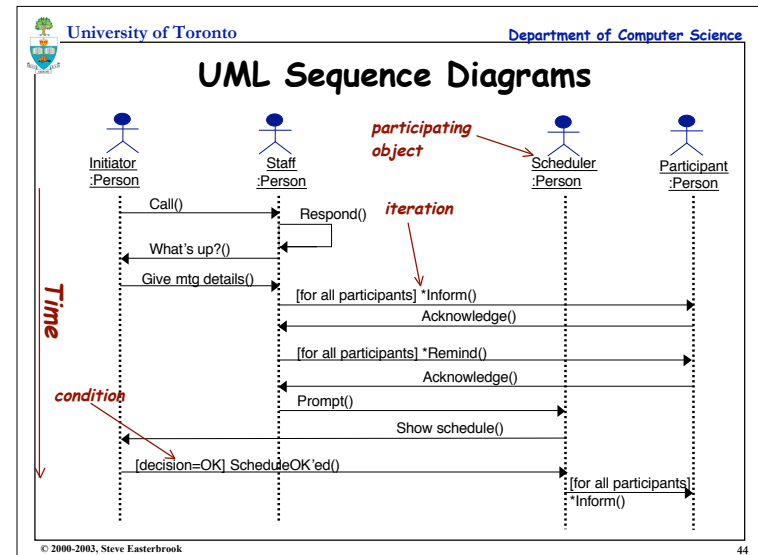 University of Toronto
Department of Computer Science
UML Sequence Diagrams
participating
object
Initiator
:Person
Staff
:Person
Scheduler
:Person
Participant
:Person
Call()
Respond()
iteration
What's up?()
Give mtg details()
Time
[for all participants] *Inform()
Acknowledge()
[for all participants] *Remind()
Acknowledge()
condition
Prompt()
Show schedule()
[decision=OK] ScheduleOK'ed()
[for all participants]
*Inform()
© 2000-2003, Steve Easterbrook
44